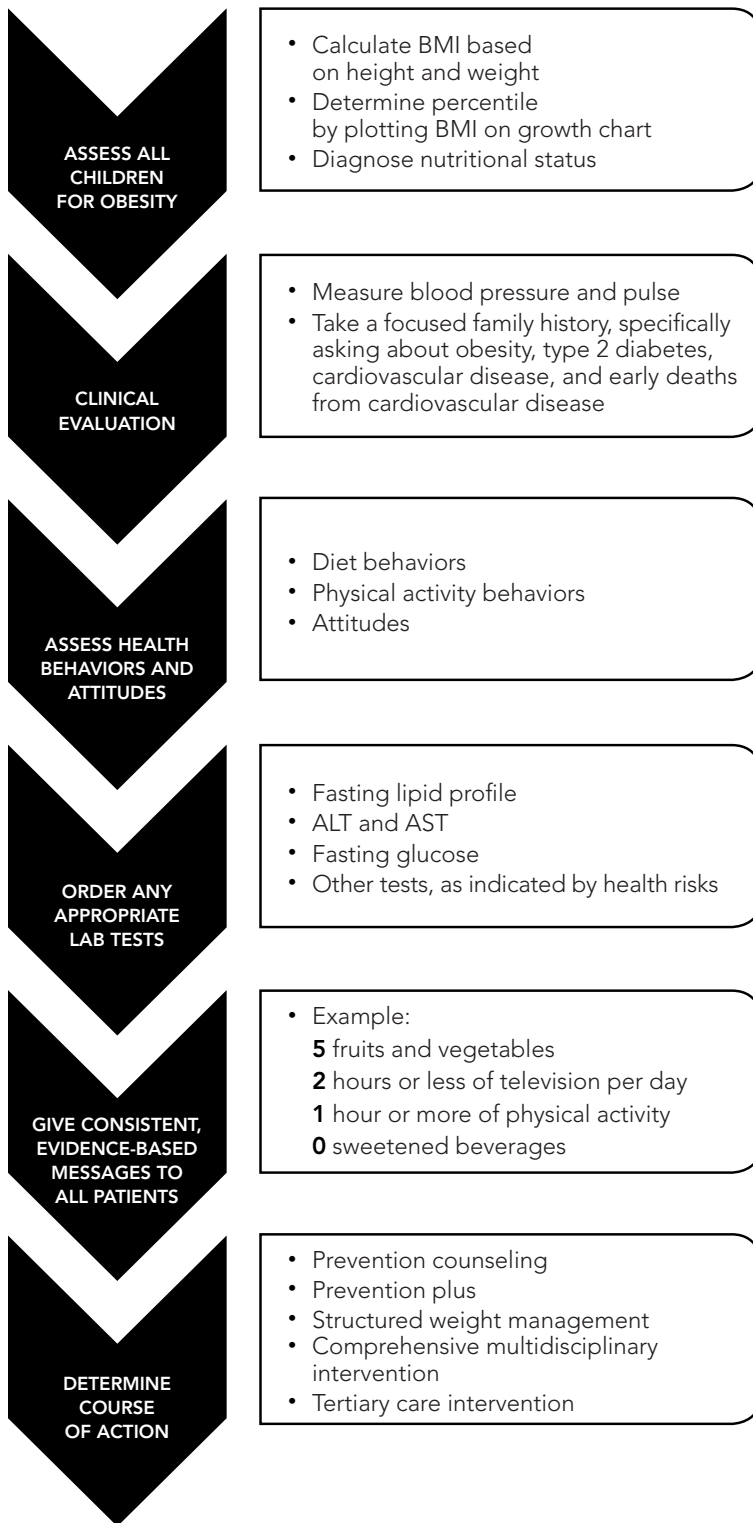 ASSESS ALL
CHILDREN
FOR OBESITY
• Calculate BMI based
on height and weight
• Determine percentile
by plotting BMI on growth chart
• Diagnose nutritional status
CLINICAL
EVALUATION
• Measure blood pressure and pulse
• Take a focused family history, specifically
asking about obesity, type 2 diabetes,
cardiovascular disease, and early deaths
from cardiovascular disease
ASSESS HEALTH
BEHAVIORS AND
ATTITUDES
• Diet behaviors
• Physical activity behaviors
• Attitudes
ORDER ANY
APPROPRIATE
LAB TESTS
• Fasting lipid profile
• ALT and AST
• Fasting glucose
• Other tests, as indicated by health risks
GIVE CONSISTENT,
EVIDENCE-BASED
MESSAGES TO
ALL PATIENTS
• Example:
5 fruits and vegetables
2 hours or less of television per day
1 hour or more of physical activity
0 sweetened beverages
DETERMINE
COURSE
OF ACTION
• Prevention counseling
• Prevention plus
• Structured weight management
• Comprehensive multidisciplinary
intervention
• Tertiary care intervention